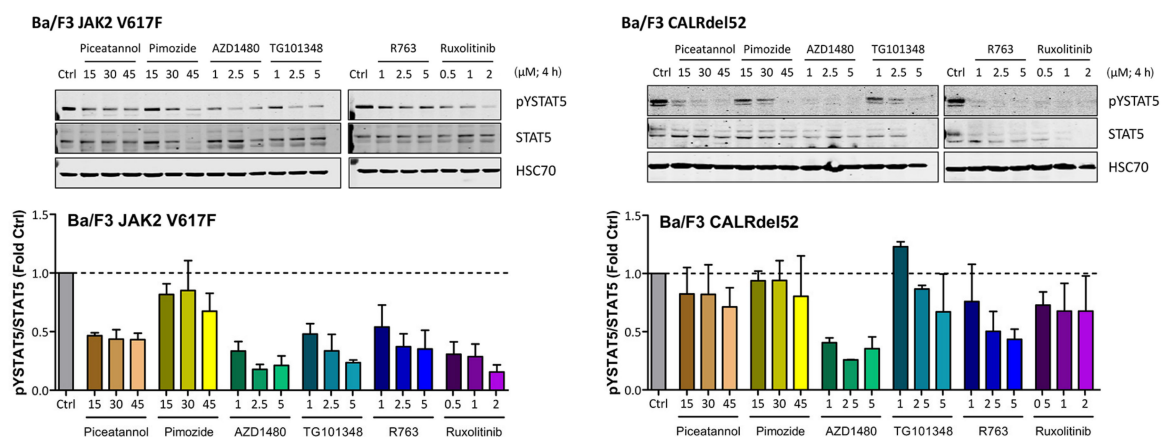 Ba/F3 JAK2 V617F
Piceatannol Pimozide AZD1480 TG101348 R763 Ruxolitinib
Ctrl 15 30 45 15 30 45 1 2.5 5 1 2.5 5 Ctrl 1 2.5 5 0.5 1 2 (μM; 4 h)
pYSTAT5
STAT5
HSC70
Ba/F3 CALRdel52
Piceatannol Pimozide AZD1480 TG101348 R763 Ruxolitinib
Ctrl 15 30 45 15 30 45 1 2.5 5 1 2.5 5 Ctrl 1 2.5 5 0.5 1 2 (μM; 4 h)
pYSTAT5
STAT5
HSC70
pYSTAT5/STAT5 (Fold Ctrl)
1.5
1.0
0.5
0.0
Ba/F3 JAK2 V617F
Ctrl 15 30 45 15 30 45 1 2.5 5 1 2.5 5 1 2.5 5 0.5 1 2
Piceatannol Pimozide AZD1480 TG101348 R763 Ruxolitinib
pYSTAT5/STAT5 (Fold Ctrl)
1.5
1.0
0.5
0.0
Ba/F3 CALRdel52
Ctrl 15 30 45 15 30 45 1 2 5 5 1 2 5 5 1 2 5 5 0 5 1 2
Piceatannol Pimozide AZD1480 TG101348 R763 Ruxolitinib